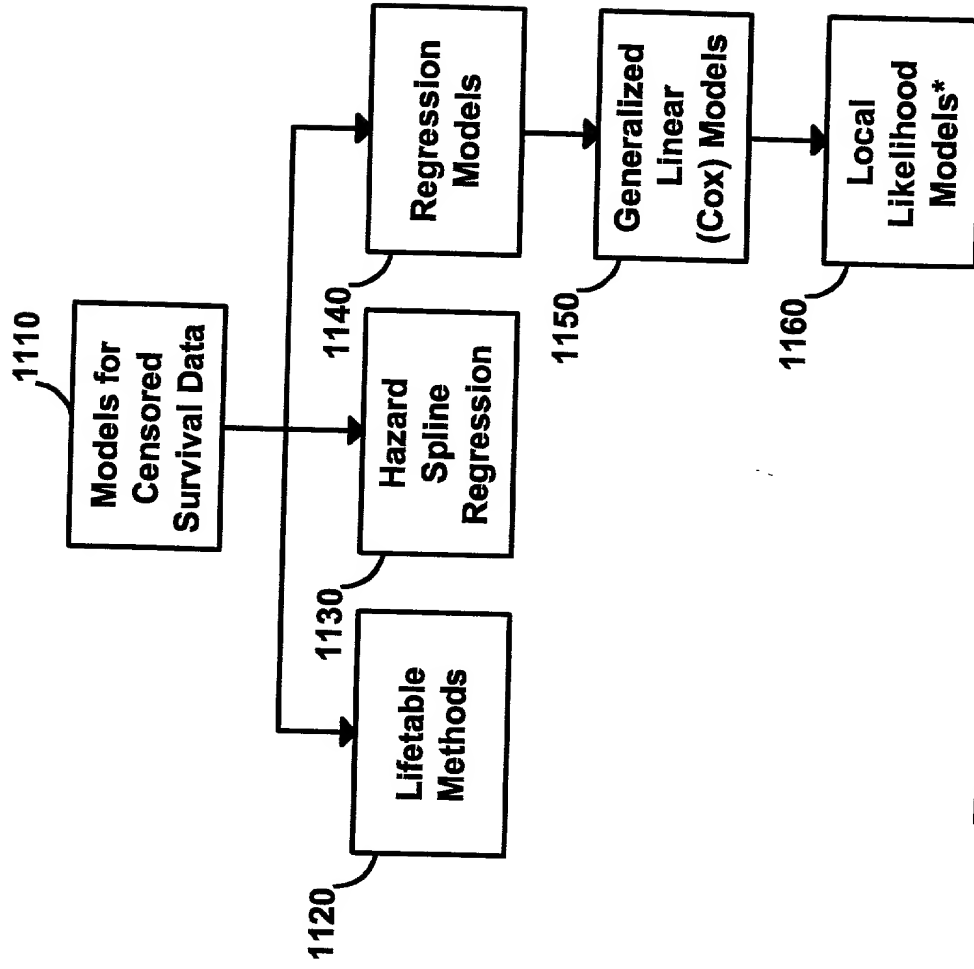 1110
Models for
Censored
Survival Data
1120
Lifetable
Methods
1130
Hazard
Spline
Regression
1140
Regression
Models
1150
Generalized
Linear
(Cox) Models
1160
Local
Likelihood
Models*